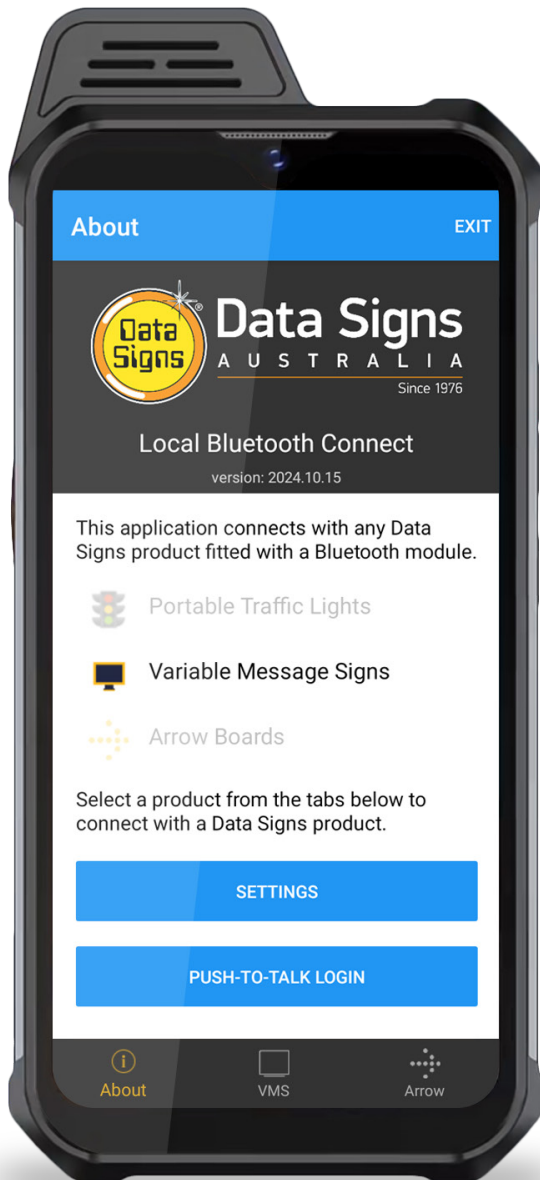 About
EXIT
Data
Signs
®
Data Signs
AUSTRALIA
Since 1976
Local Bluetooth Connect
version: 2024.10.15
This application connects with any Data
Signs product fitted with a Bluetooth module.
Portable Traffic Lights
Variable Message Signs
Arrow Boards
Select a product from the tabs below to
connect with a Data Signs product.
SETTINGS
PUSH-TO-TALK LOGIN
About
VMS
Arrow